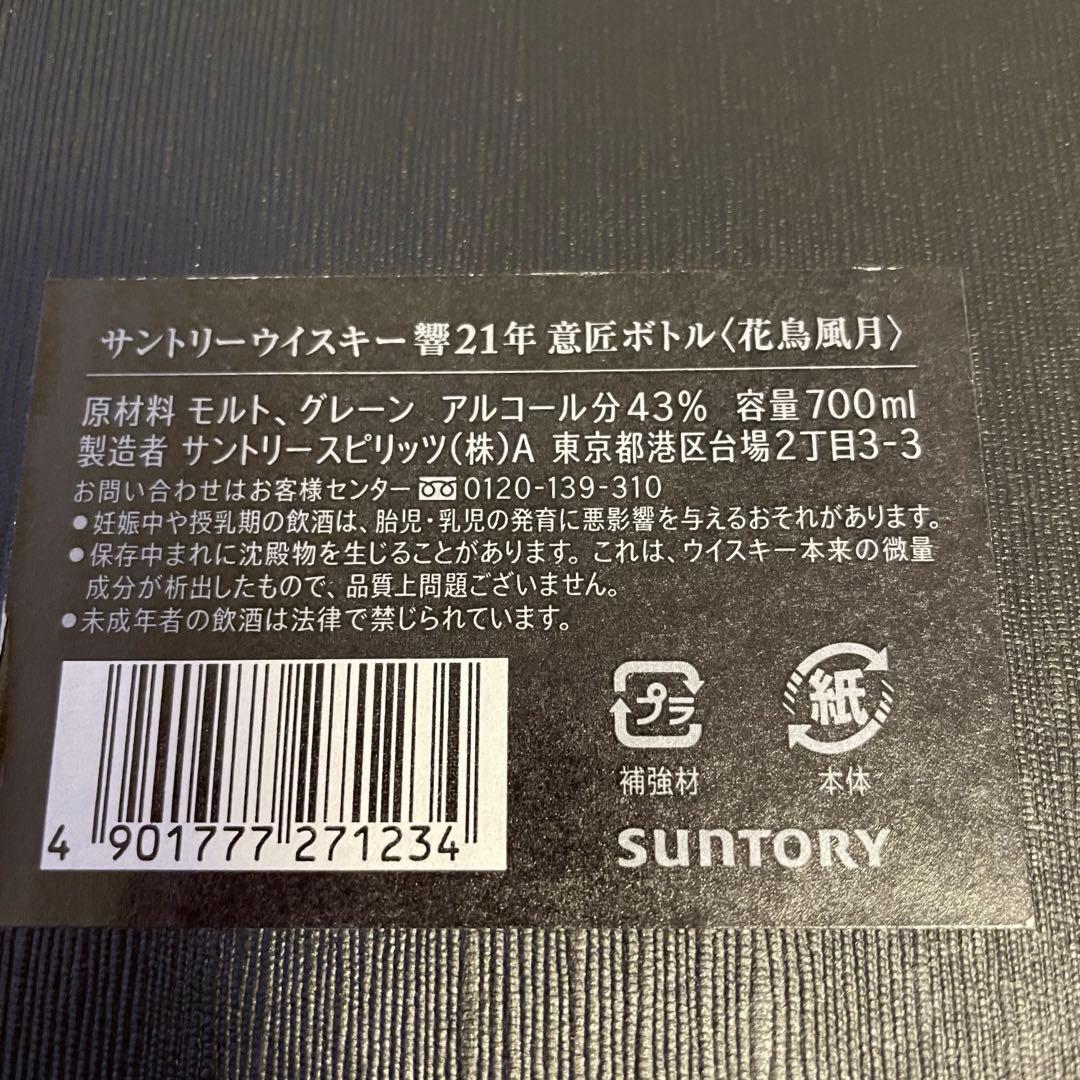 サントリーウイスキー 響21年 意匠ボトル〈花鳥風月〉
原材料 モルト、グレーン アルコール分43% 容量700ml
製造者 サントリースピリッツ(株)A 東京都港区台場2丁目3-3
お問い合わせはお客様センター 0120-139-310
●妊娠中や授乳期の飲酒は、胎児・乳児の発育に悪影響を与えるおそれがあります。
●保存中まれに沈殿物を生じることがあります。これは、ウイスキー本来の微量
成分が析出したもので、品質上問題ございません。
●未成年者の飲酒は法律で禁じられています。
プラ 紙
補強材 本体
4 901777 271234
SUNTORY